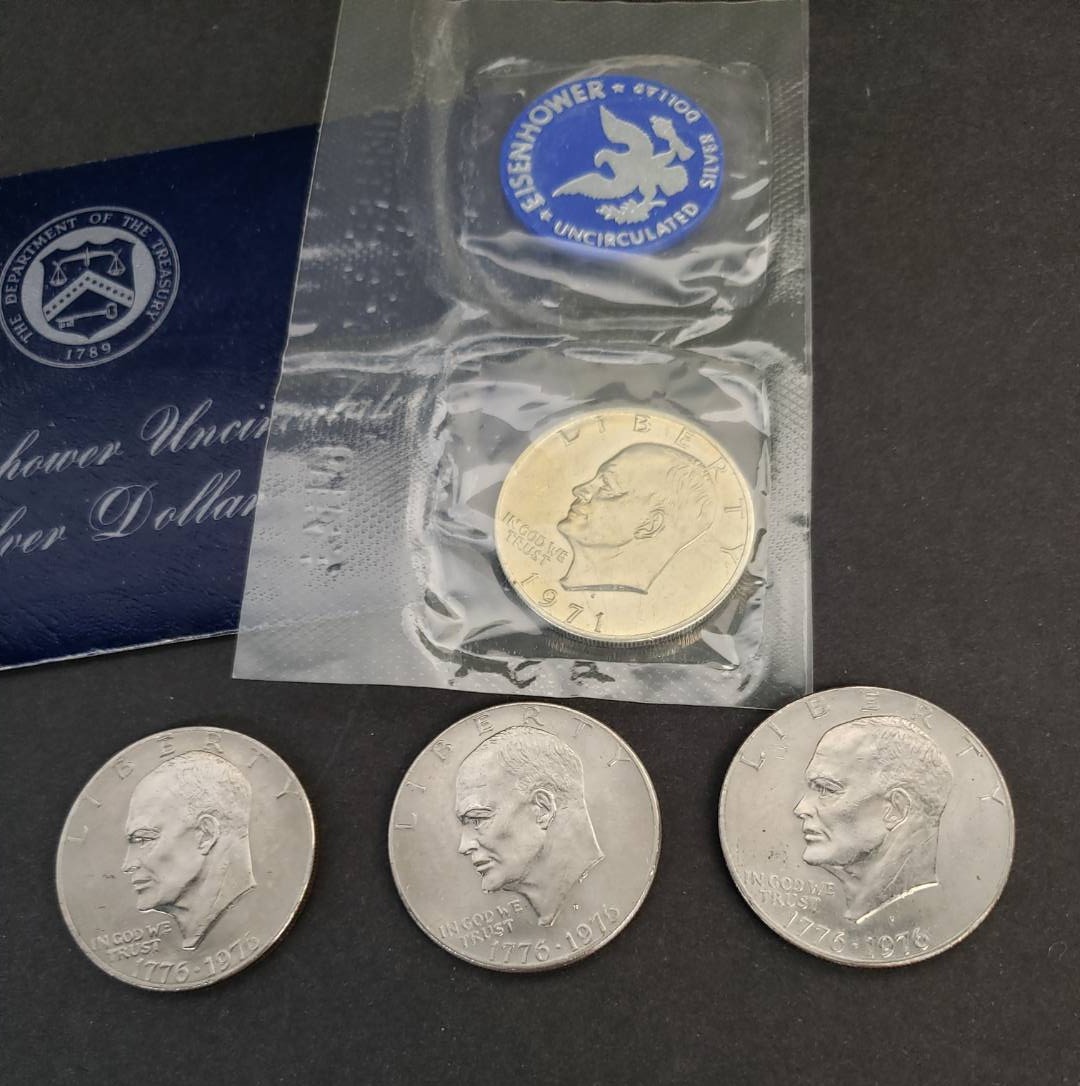 EISENHOWER ★ SILVER DOLLAR
★ UNCIRCULATED
THE DEPARTMENT OF THE TREASURY
1789
hower Uncirculat
ver Dollar
LIBERTY
IN GOD WE
TRUST
1971
LIBERTY
IN GOD WE
TRUST
1776·1976
LIBERTY
IN GOD WE
TRUST
1776·1976
LIBERTY
IN GOD WE
TRUST
1776·1976